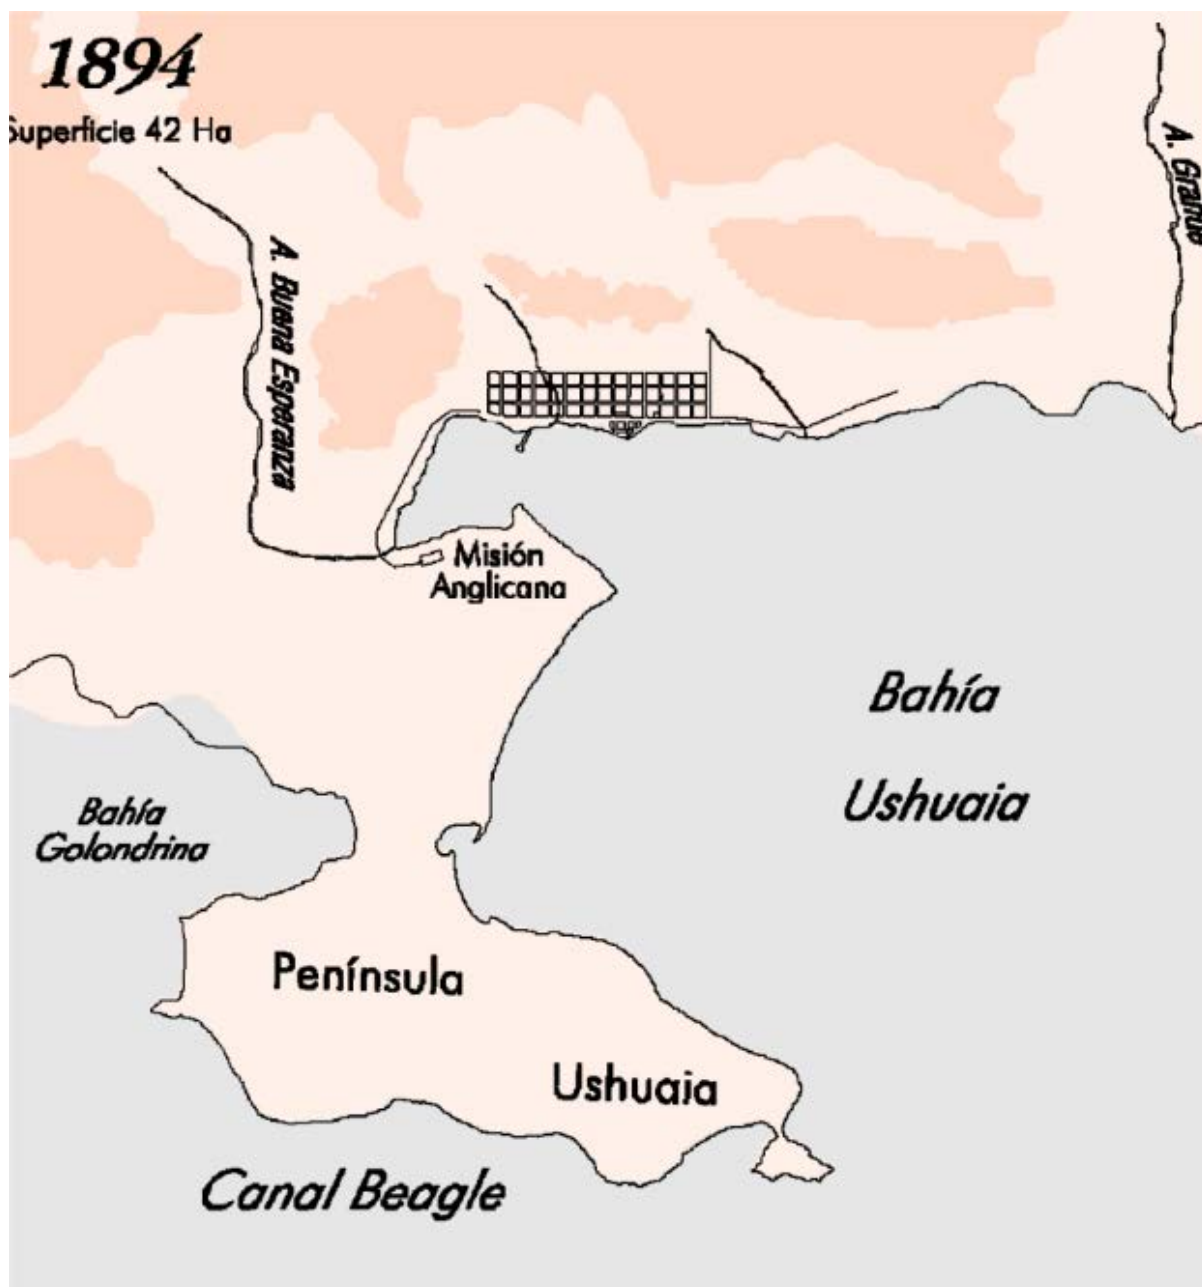 1894
Superficie 42 Ha
A. Grande
A. Buena Esperanza
Misión
Anglicana
Bahía
Ushuaia
Bahía
Golondrina
Península
Ushuaia
Canal Beagle